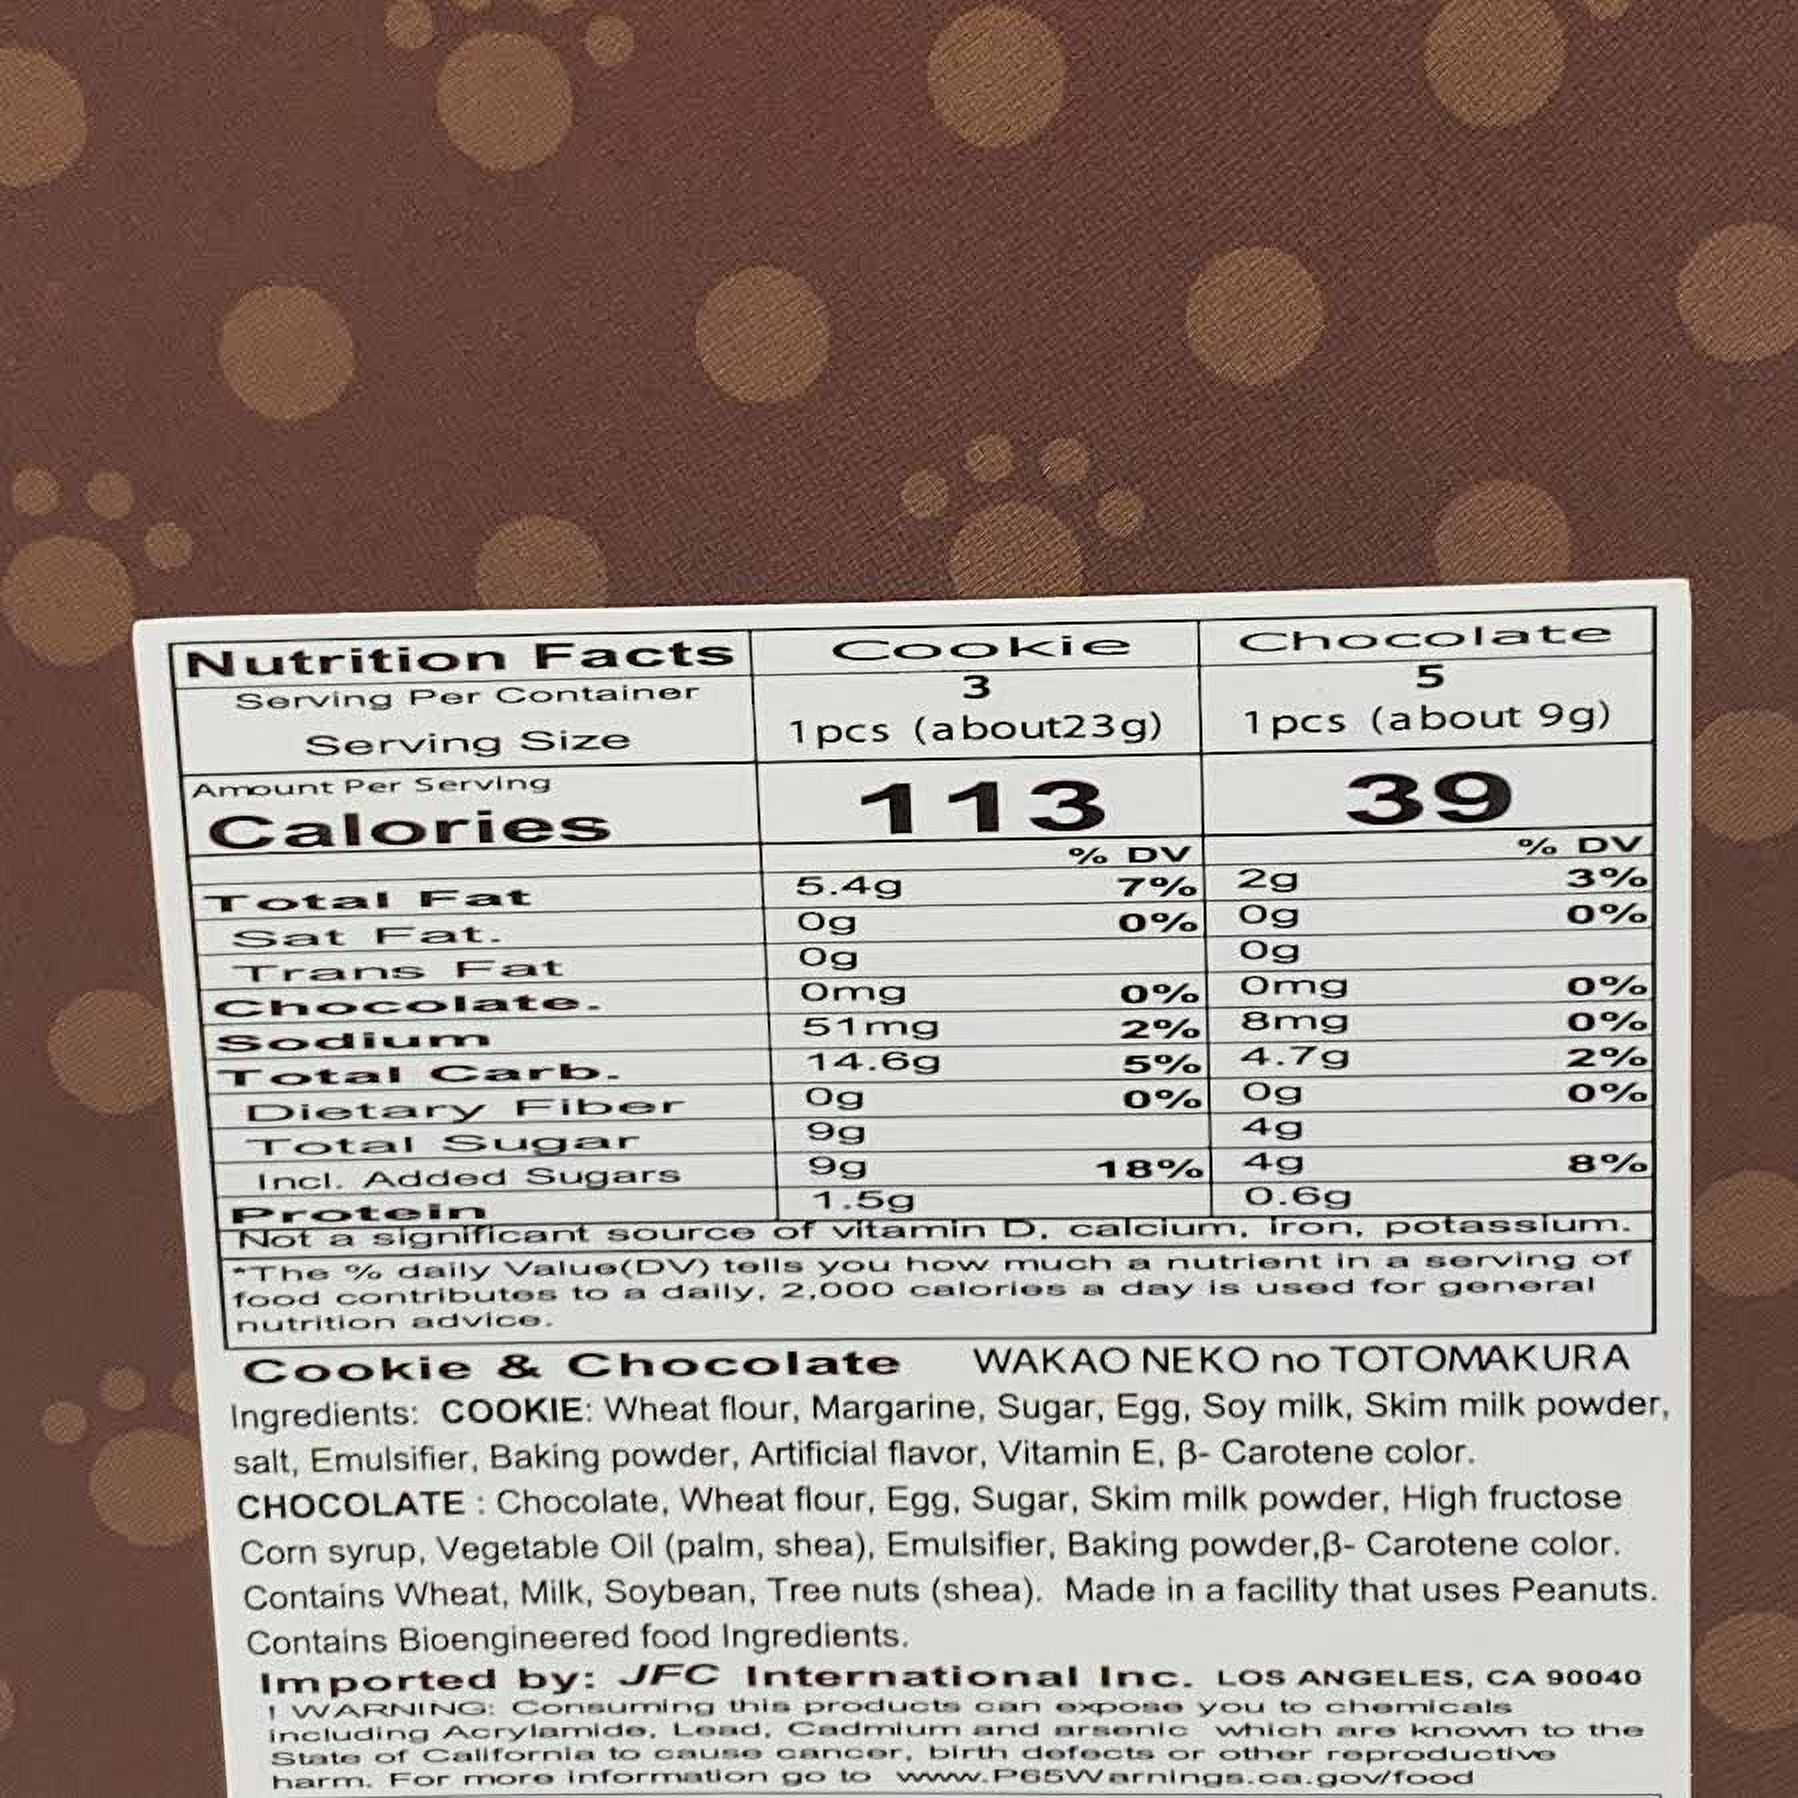 Nutrition Facts Cookie Chocolate
Serving Per Container 3 5
Serving Size 1pcs (about23g) 1pcs (about 9g)
Amount Per Serving
Calories 113 39
% DV % DV
Total Fat 5.4g 7% 2g 3%
Sat Fat. 0g 0% 0g 0%
Trans Fat 0g 0g
Chocolate. 0mg 0% 0mg 0%
Sodium 51mg 2% 8mg 0%
Total Carb. 14.6g 5% 4.7g 2%
Dietary Fiber 0g 0% 0g 0%
Total Sugar 9g 4g
Incl. Added Sugars 9g 18% 4g 8%
Protein 1.5g 0.6g
Not a significant source of vitamin D, calcium, iron, potassium.
*The % daily Value(DV) tells you how much a nutrient in a serving of
food contributes to a daily, 2,000 calories a day is used for general
nutrition advice.
Cookie & Chocolate WAKAO NEKO no TOTOMAKURA
Ingredients: COOKIE: Wheat flour, Margarine, Sugar, Egg, Soy milk, Skim milk powder,
salt, Emulsifier, Baking powder, Artificial flavor, Vitamin E, β- Carotene color.
CHOCOLATE : Chocolate, Wheat flour, Egg, Sugar, Skim milk powder, High fructose
Corn syrup, Vegetable Oil (palm, shea), Emulsifier, Baking powder,β- Carotene color.
Contains Wheat, Milk, Soybean, Tree nuts (shea). Made in a facility that uses Peanuts.
Contains Bioengineered food Ingredients.
Imported by: JFC International Inc. LOS ANGELES, CA 90040
! WARNING: Consuming this products can expose you to chemicals
including Acrylamide, Lead, Cadmium and arsenic which are known to the
State of California to cause cancer, birth defects or other reproductive
harm. For more information go to www.P65Warnings.ca.gov/food